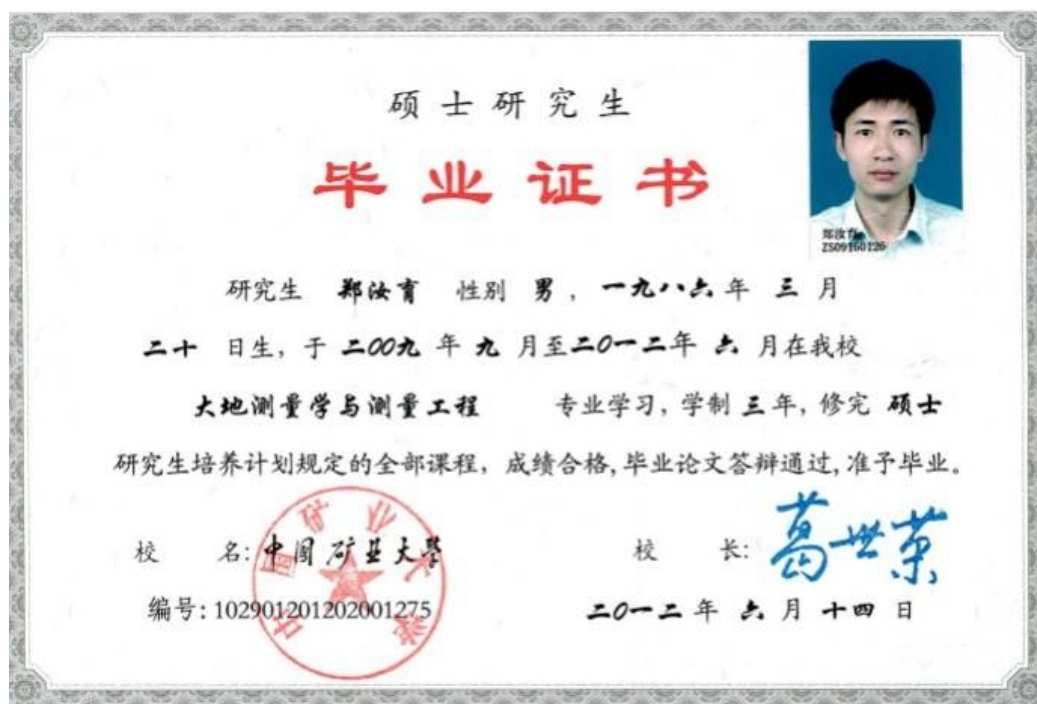 硕士研究生
毕业证书
郑汝育
ZS09160126
研究生 郑汝育 性别 男，一九八六年 三 月
二十 日生，于 二00九 年 九 月至二0一二年 六 月在我校
大地测量学与测量工程 专业学习，学制 三 年，修完 硕士
研究生培养计划规定的全部课程，成绩合格，毕业论文答辩通过，准予毕业。
校 名：中国矿业大学
校 长：葛世荣
编号：102901201202001275
二0一二 年 六 月 十四 日
中国矿业大学